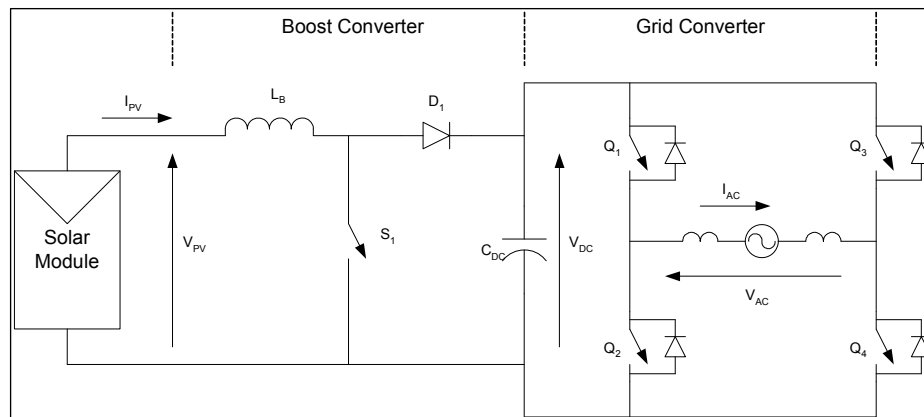 Boost Converter
Grid Converter
I_PV
L_B
D_1
Q_1
Q_3
I_AC
Solar
Module
V_PV
S_1
C_DC
V_DC
V_AC
Q_2
Q_4